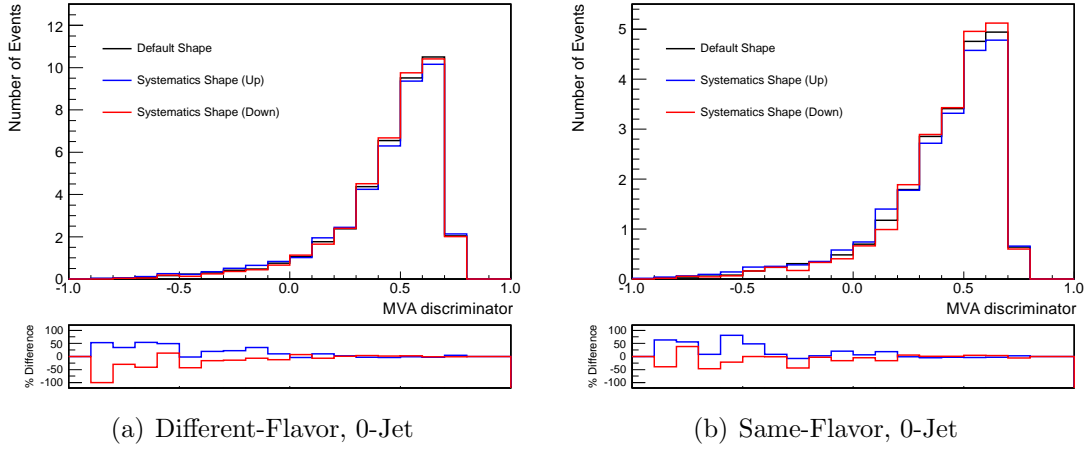 Number of Events
12
10
8
6
4
2
0
Default Shape
Systematics Shape (Up)
Systematics Shape (Down)
-1.0 -0.5 0.0 0.5 1.0
MVA discriminator
% Difference
100
50
0
-50
-100
(a) Different-Flavor, 0-Jet
Number of Events
5
4
3
2
1
0
Default Shape
Systematics Shape (Up)
Systematics Shape (Down)
-1.0 -0.5 0.0 0.5 1.0
MVA discriminator
% Difference
100
50
0
-50
-100
(b) Same-Flavor, 0-Jet